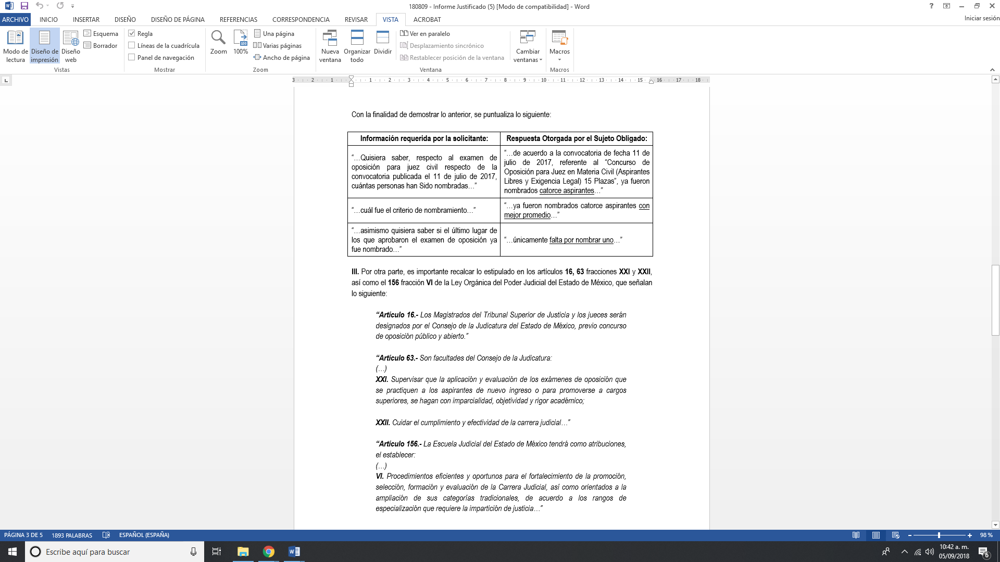 180809 - Informe Justificado (5) [Modo de compatibilidad] - Word
?
ARCHIVO INICIO INSERTAR DISEÑO DISEÑO DE PÁGINA REFERENCIAS CORRESPONDENCIA REVISAR VISTA ACROBAT Iniciar sesión
Modo de lectura
Diseño de impresión
Diseño web
Esquema
Borrador
Vistas
Regla
Líneas de la cuadrícula
Panel de navegación
Mostrar
Zoom
100%
Una página
Varias páginas
Ancho de página
Zoom
Nueva ventana
Organizar todo
Dividir
Ver en paralelo
Desplazamiento sincrónico
Restablecer posición de la ventana
Ventana
Cambiar ventanas
Macros
Macros
3 2 1 1 2 3 4 5 6 7 8 9 10 11 12 13 14 15 16 17 18
Con la finalidad de demostrar lo anterior, se puntualiza lo siguiente:
Información requerida por la solicitante:
Respuesta Otorgada por el Sujeto Obligado:
“…Quisiera saber, respecto al examen de
oposición para juez civil respecto de la
convocatoria publicada el 11 de julio de 2017,
cuántas personas han Sido nombradas…”
“…de acuerdo a la convocatoria de fecha 11 de
julio de 2017, referente al “Concurso de
Oposición para Juez en Materia Civil (Aspirantes
Libres y Exigencia Legal) 15 Plazas”, ya fueron
nombrados catorce aspirantes…”
“…cuál fue el criterio de nombramiento…”
“…ya fueron nombrados catorce aspirantes con
mejor promedio…”
“…asimismo quisiera saber si el último lugar de
los que aprobaron el examen de oposición ya
fue nombrado…”
“…únicamente falta por nombrar uno…”
III. Por otra parte, es importante recalcar lo estipulado en los artículos 16, 63 fracciones XXI y XXII,
así como el 156 fracción VI de la Ley Orgánica del Poder Judicial del Estado de México, que señalan
lo siguiente:
“Artículo 16.- Los Magistrados del Tribunal Superior de Justicia y los jueces serán
designados por el Consejo de la Judicatura del Estado de México, previo concurso
de oposición público y abierto.”
“Artículo 63.- Son facultades del Consejo de la Judicatura:
(…)
XXI. Supervisar que la aplicación y evaluación de los exámenes de oposición que
se practiquen a los aspirantes de nuevo ingreso o para promoverse a cargos
superiores, se hagan con imparcialidad, objetividad y rigor académico;
XXII. Cuidar el cumplimiento y efectividad de la carrera judicial…”
“Artículo 156.- La Escuela Judicial del Estado de México tendrá como atribuciones,
el establecer:
(…)
VI. Procedimientos eficientes y oportunos para el fortalecimiento de la promoción,
selección, formación y evaluación de la Carrera Judicial, así como orientados a la
ampliación de sus categorías tradicionales, de acuerdo a los rangos de
especialización que requiere la impartición de justicia…”
PÁGINA 3 DE 5 1893 PALABRAS ESPAÑOL (ESPAÑA) 98 %
Escribe aquí para buscar
10:42 a. m.
05/09/2018
6